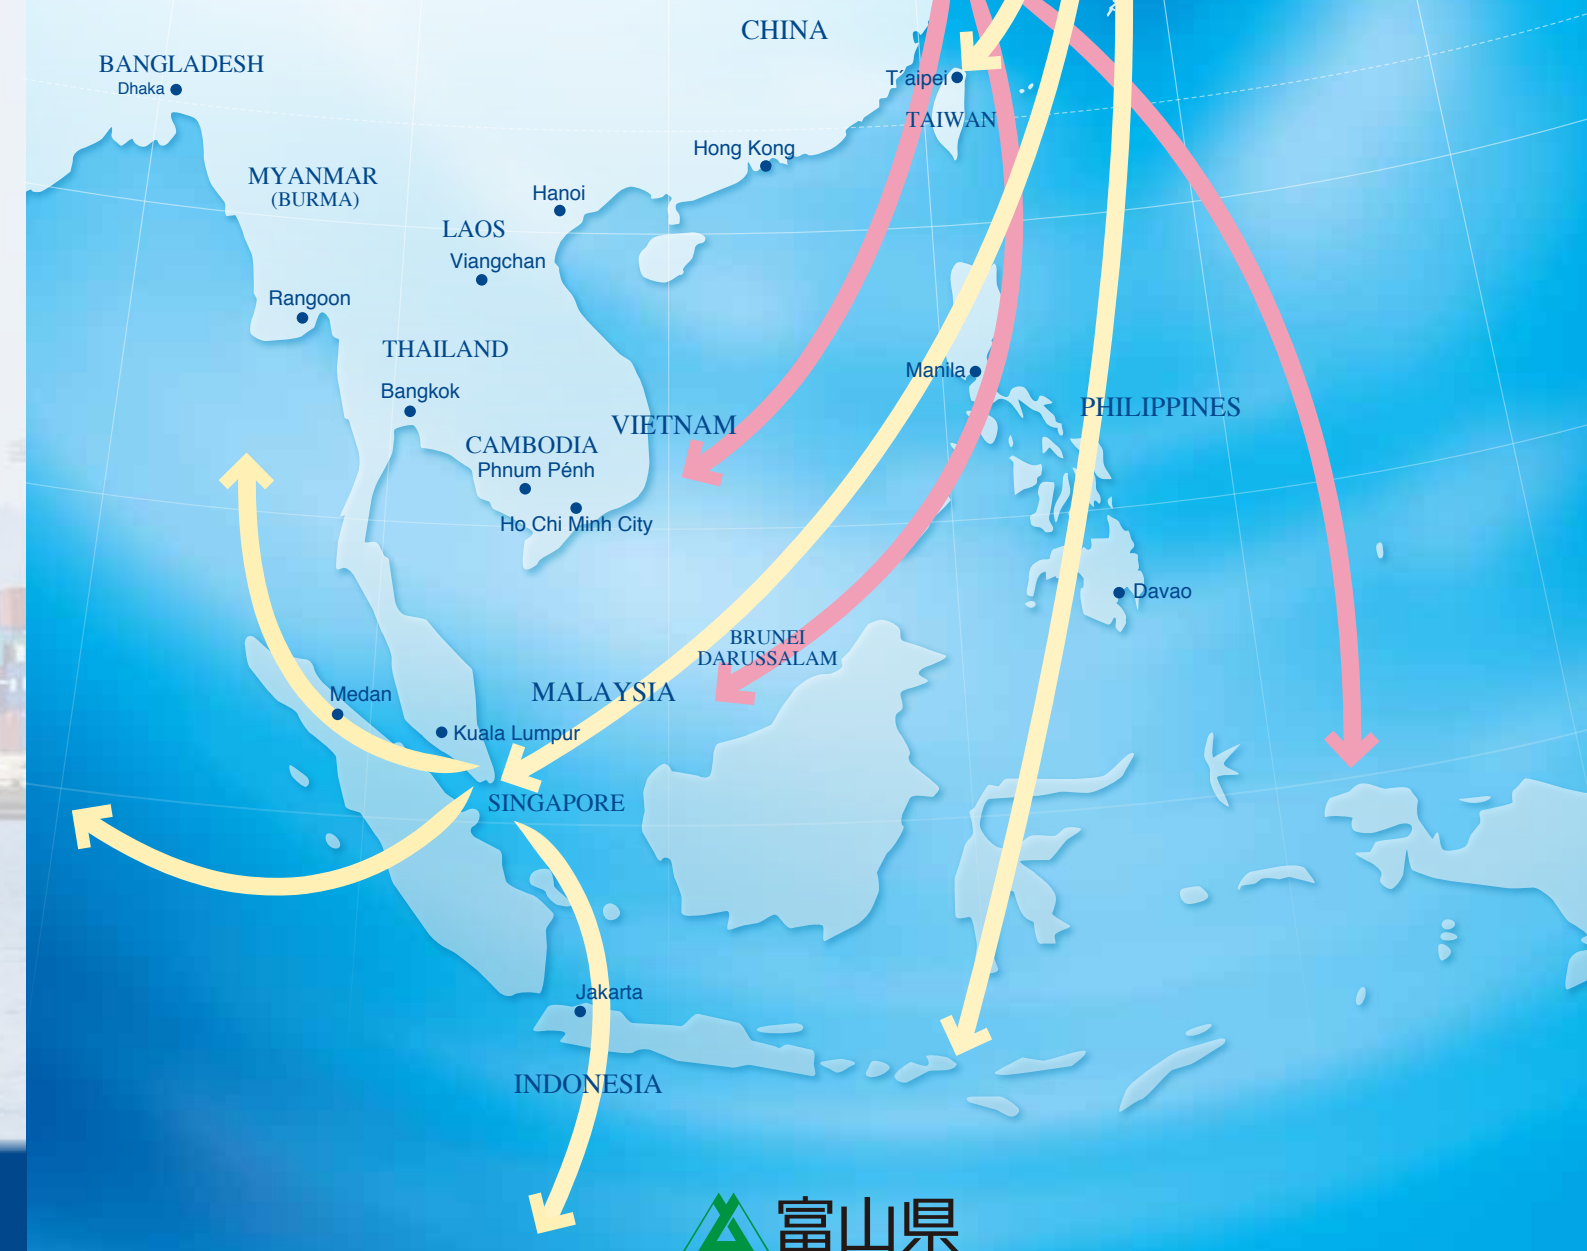 CHINA
BANGLADESH
Dhaka
T'aipei
TAIWAN
Hong Kong
MYANMAR
(BURMA)
Hanoi
LAOS
Viangchan
Rangoon
THAILAND
Manila
Bangkok
PHILIPPINES
VIETNAM
CAMBODIA
Phnum Pénh
Ho Chi Minh City
Davao
BRUNEI
DARUSSALAM
MALAYSIA
Medan
Kuala Lumpur
SINGAPORE
Jakarta
INDONESIA
富山県